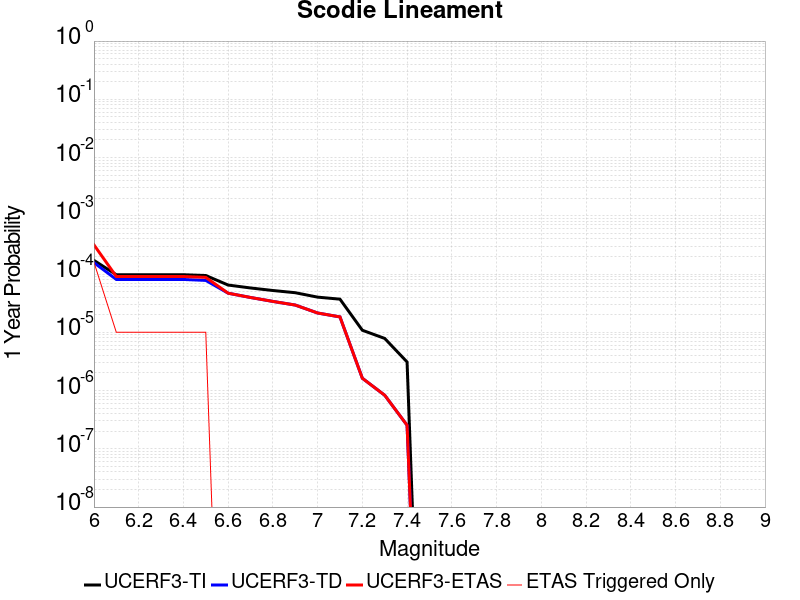 Scodie Lineament
10^0
10^-1
10^-2
10^-3
10^-4
10^-5
10^-6
10^-7
10^-8
1 Year Probability
6 6.2 6.4 6.6 6.8 7 7.2 7.4 7.6 7.8 8 8.2 8.4 8.6 8.8 9
Magnitude
UCERF3-TI UCERF3-TD UCERF3-ETAS ETAS Triggered Only